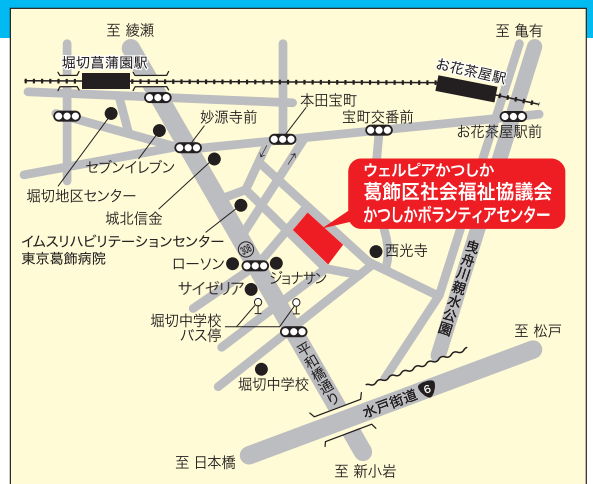 至 綾瀬
至 亀有
堀切菖蒲園駅
お花茶屋駅
本田宝町
妙源寺前
宝町交番前
お花茶屋駅前
セブンイレブン
ウェルピアかつしか
葛飾区社会福祉協議会
かつしかボランティアセンター
堀切地区センター
城北信金
イムスリハビリテーションセンター
東京葛飾病院
308
西光寺
ローソン
ジョナサン
サイゼリア
曳舟川親水公園
堀切中学校
バス停
至 松戸
平和橋通り
堀切中学校
水戸街道
6
至 日本橋
至 新小岩